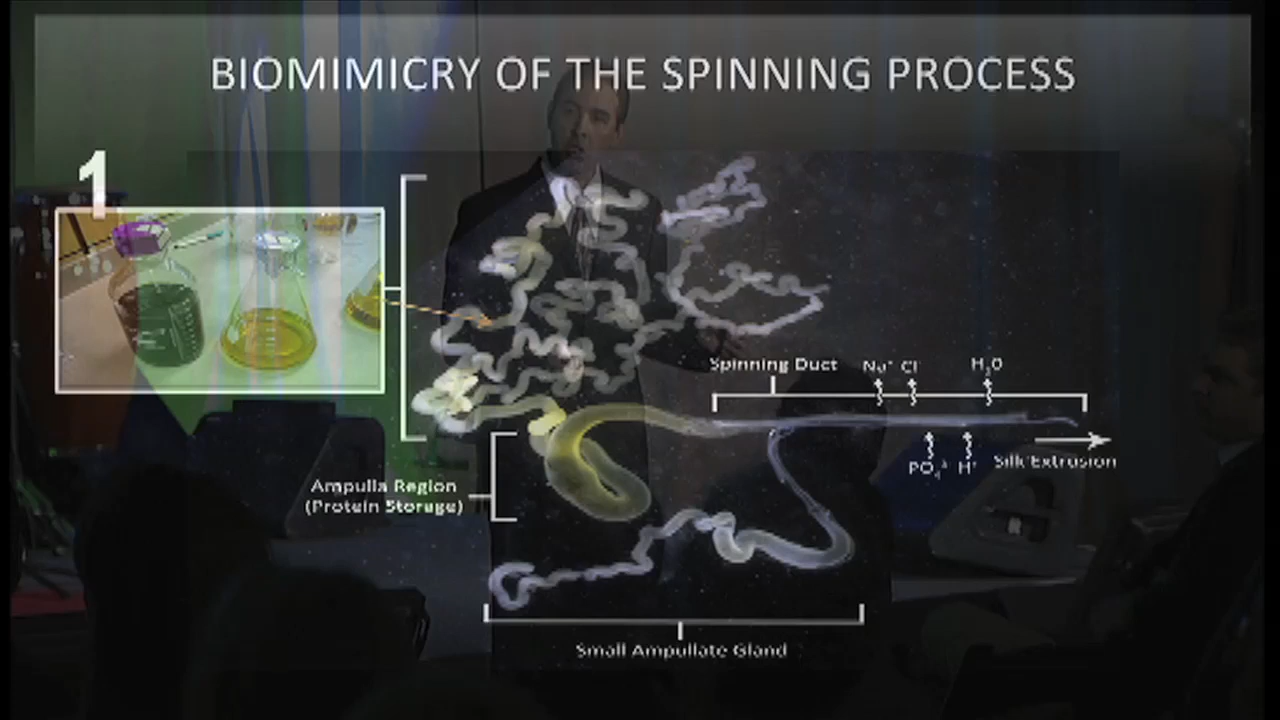 BIOMIMICRY OF THE SPINNING PROCESS
1
Spinning Duct
Na⁺ Cl⁻
H₂O
PO₄³⁻ H⁺
Silk Extrusion
Ampulla Region
(Protein Storage)
Small Ampullate Gland